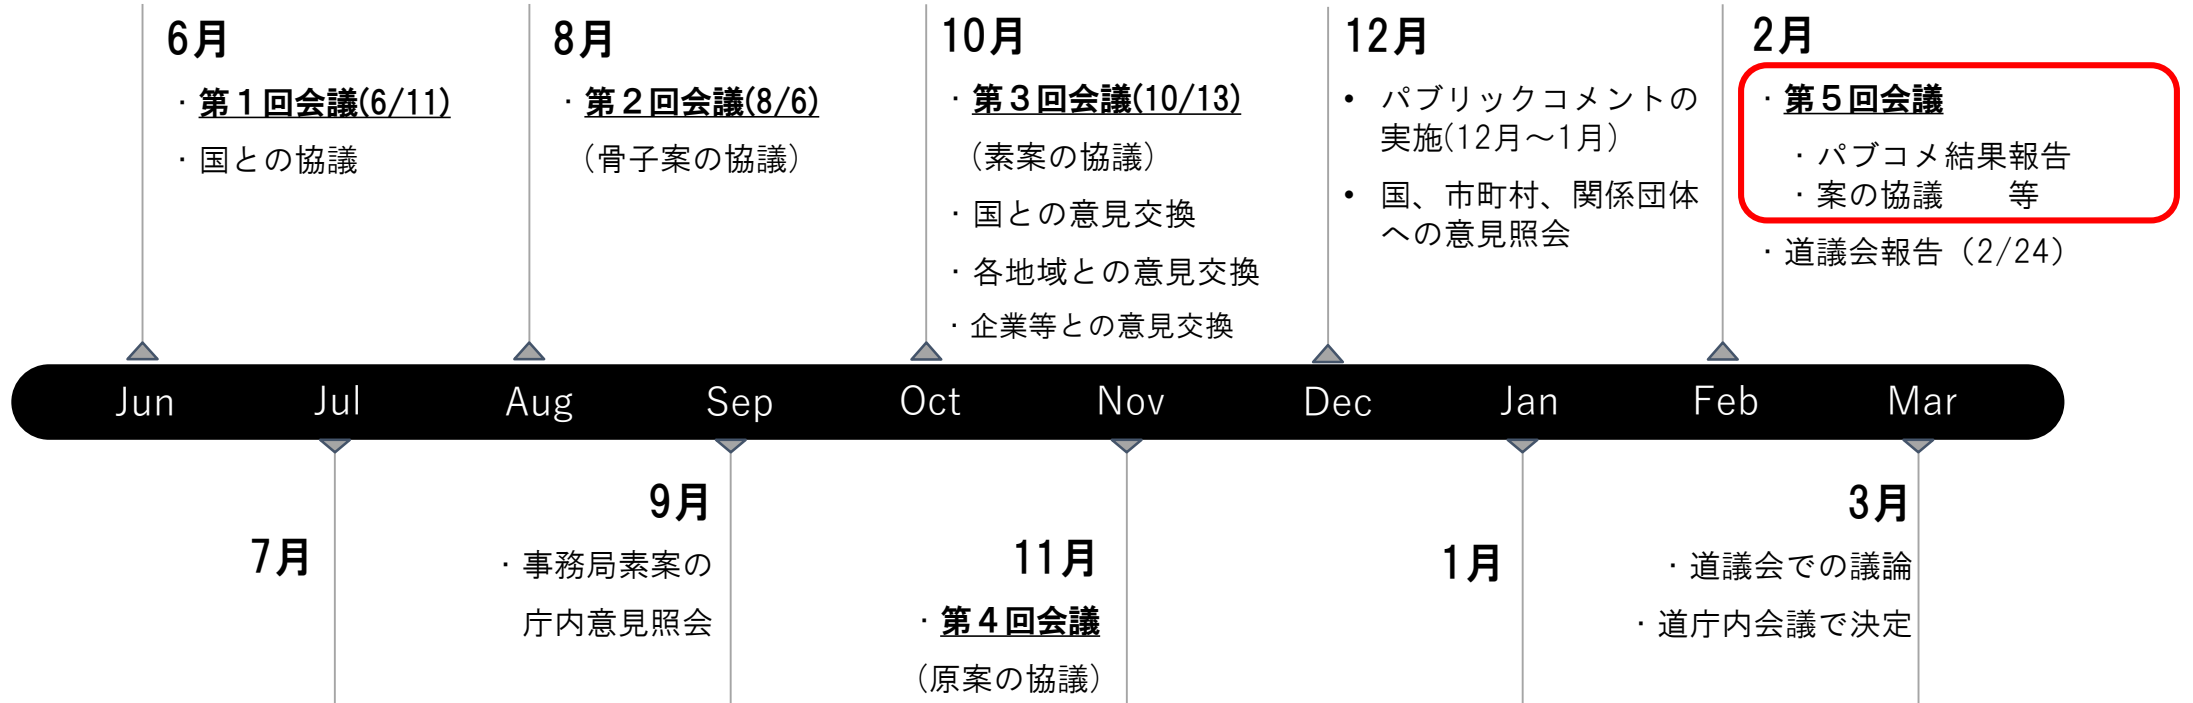 6月
・第１回会議(6/11)
・国との協議
8月
・第２回会議(8/6)
（骨子案の協議）
10月
・第３回会議(10/13)
（素案の協議）
・国との意見交換
・各地域との意見交換
・企業等との意見交換
12月
• パブリックコメントの
実施(12月～1月)
• 国、市町村、関係団体
への意見照会
2月
・第５回会議
・パブコメ結果報告
・案の協議　　等
・道議会報告（2/24）
Jun Jul Aug Sep Oct Nov Dec Jan Feb Mar
7月
9月
・事務局素案の
庁内意見照会
11月
・第４回会議
（原案の協議）
1月
3月
・道議会での議論
・道庁内会議で決定